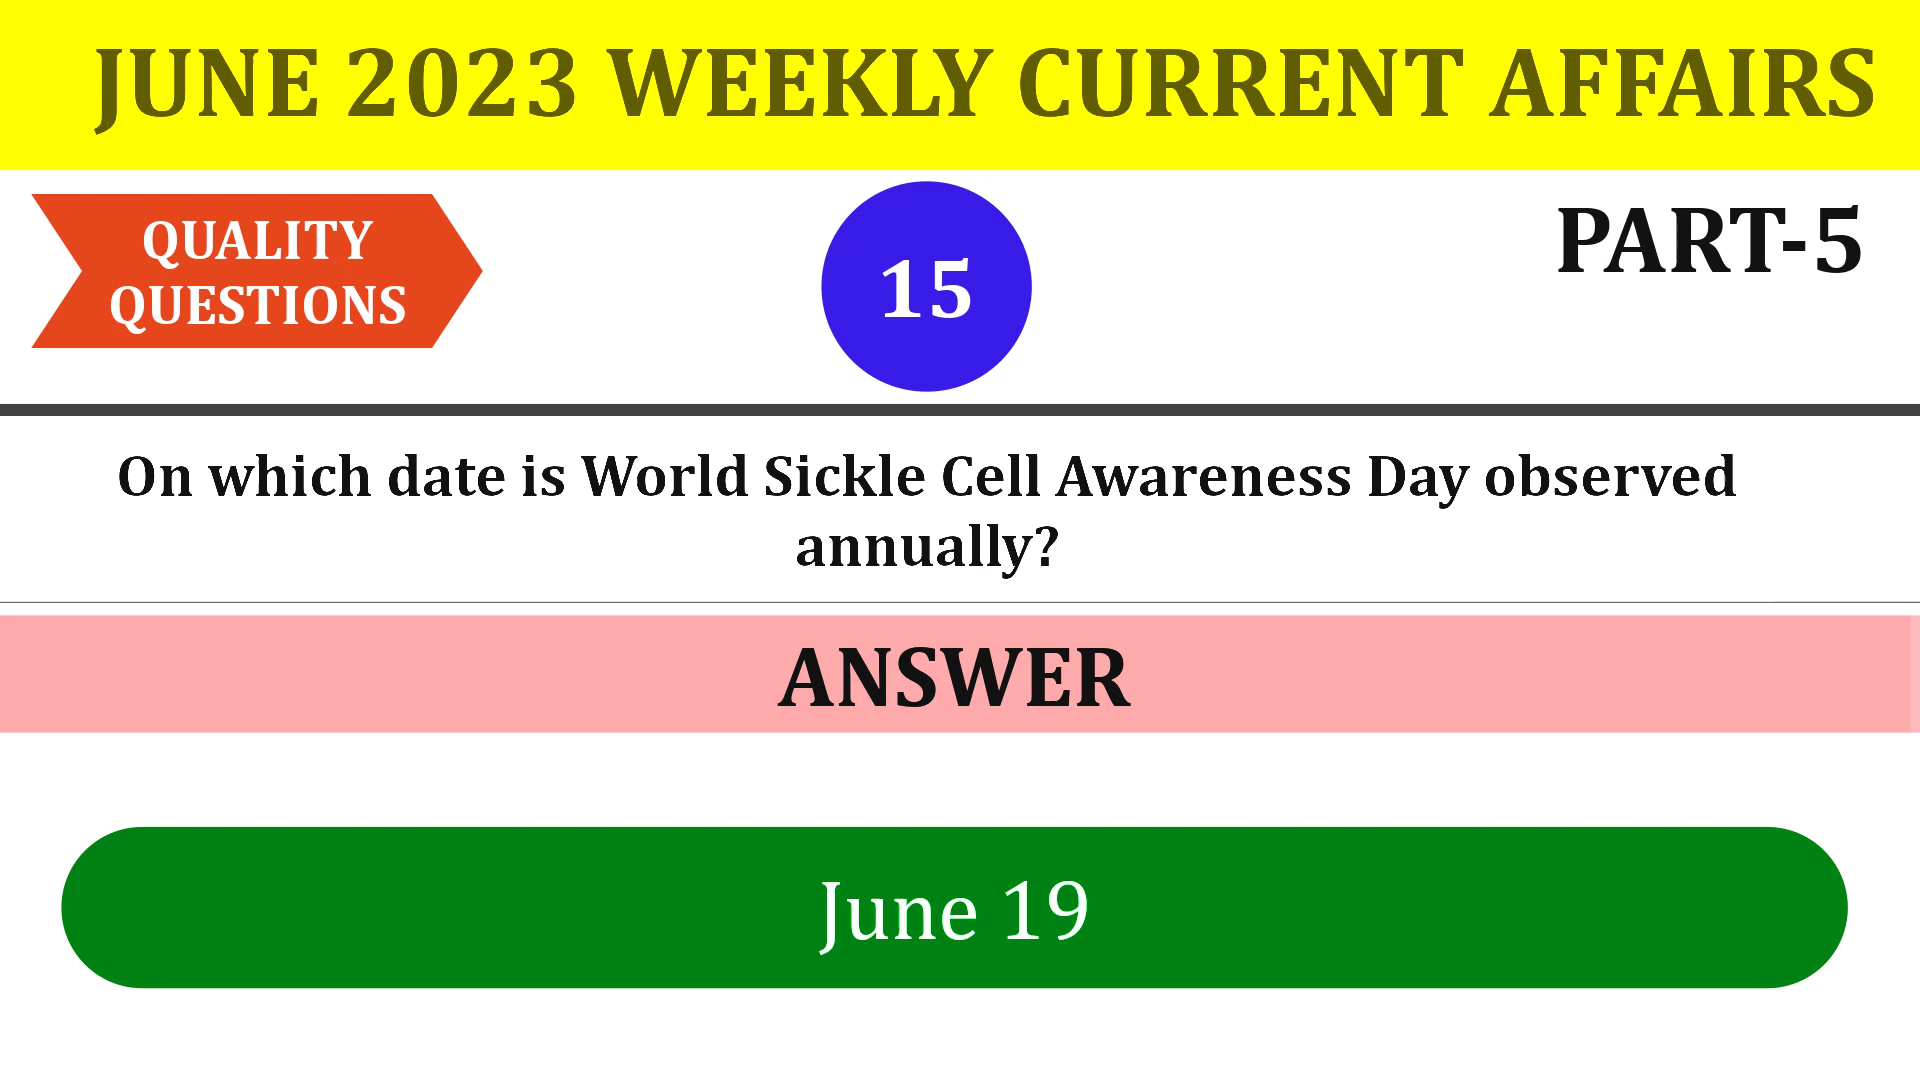 JUNE 2023 WEEKLY CURRENT AFFAIRS
QUALITY
QUESTIONS
15
PART-5
On which date is World Sickle Cell Awareness Day observed
annually?
ANSWER
June 19